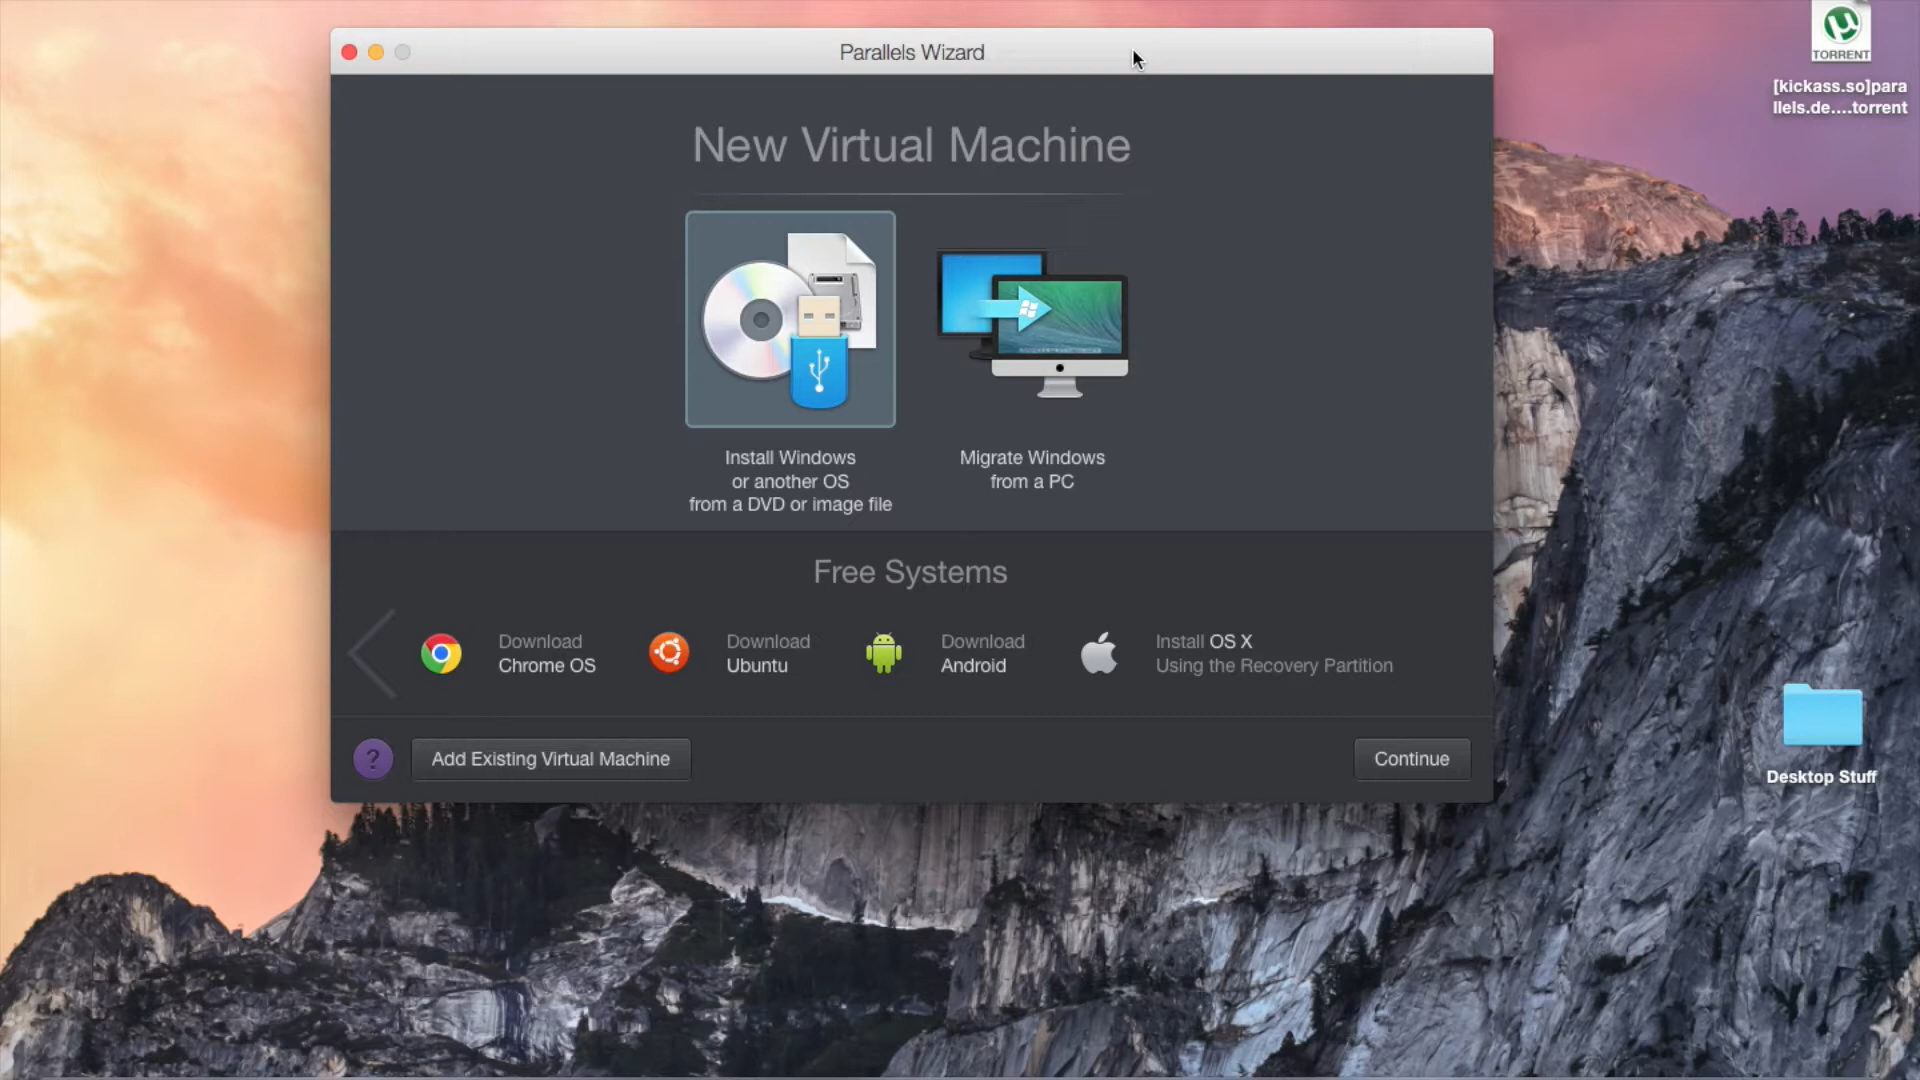 Parallels Wizard
TORRENT
[kickass.so]para
llels.de....torrent
New Virtual Machine
Install Windows
or another OS
from a DVD or image file
Migrate Windows
from a PC
Free Systems
Download
Chrome OS
Download
Ubuntu
Download
Android
Install OS X
Using the Recovery Partition
?
Add Existing Virtual Machine
Continue
Desktop Stuff